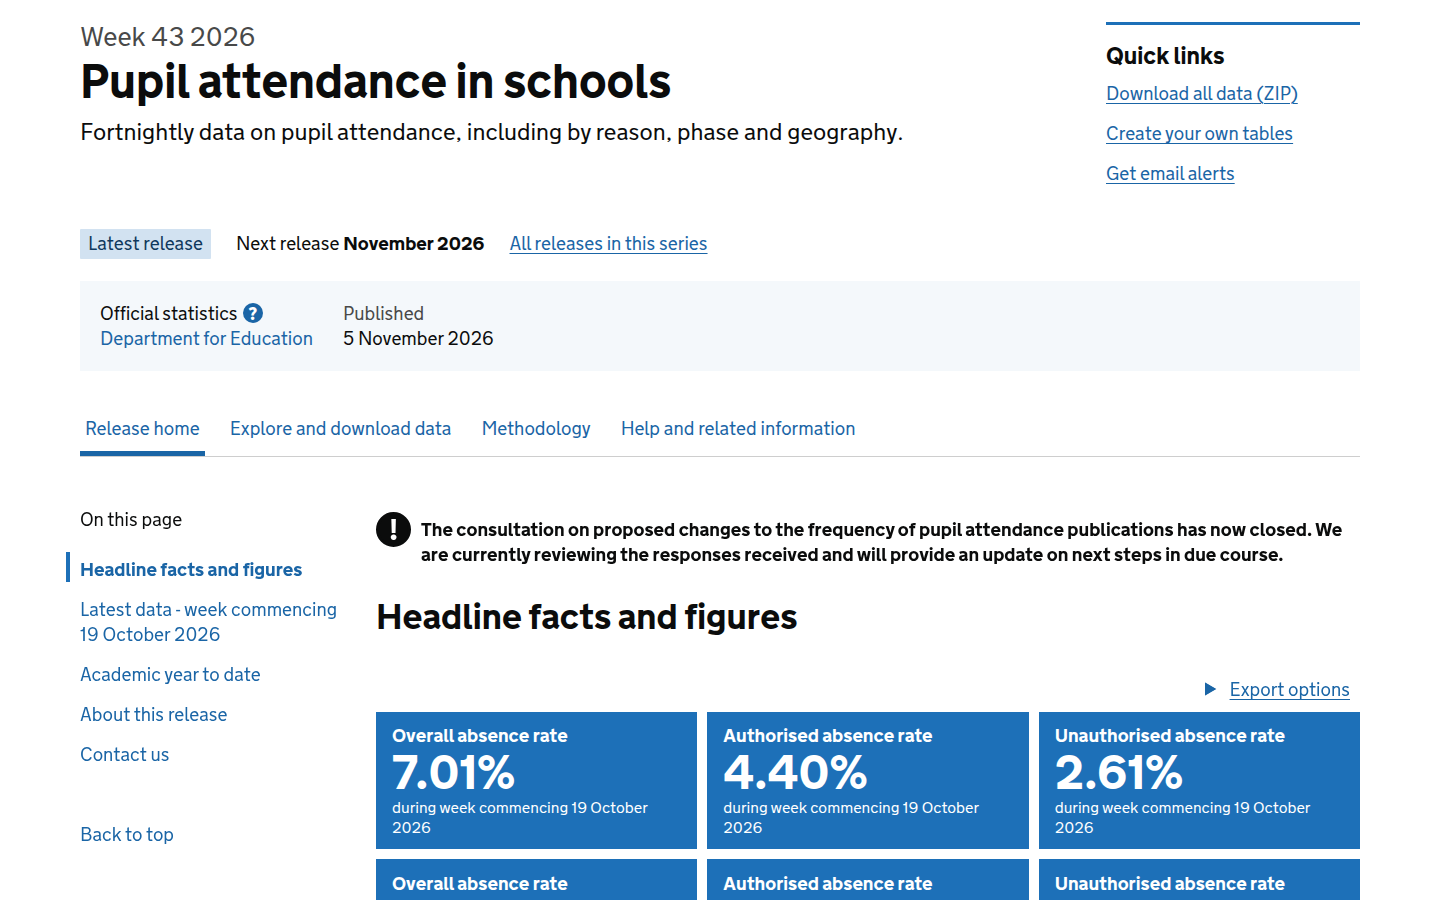 Week 43 2026
Pupil attendance in schools
Fortnightly data on pupil attendance, including by reason, phase and geography.
Quick links
Download all data (ZIP)
Create your own tables
Get email alerts
Latest release
Next release November 2026
All releases in this series
Official statistics ?
Department for Education
Published
5 November 2026
Release home
Explore and download data
Methodology
Help and related information
On this page
Headline facts and figures
Latest data - week commencing
19 October 2026
Academic year to date
About this release
Contact us
Back to top
! The consultation on proposed changes to the frequency of pupil attendance publications has now closed. We
are currently reviewing the responses received and will provide an update on next steps in due course.
Headline facts and figures
Export options
Overall absence rate
7.01%
during week commencing 19 October
2026
Authorised absence rate
4.40%
during week commencing 19 October
2026
Unauthorised absence rate
2.61%
during week commencing 19 October
2026
Overall absence rate
Authorised absence rate
Unauthorised absence rate